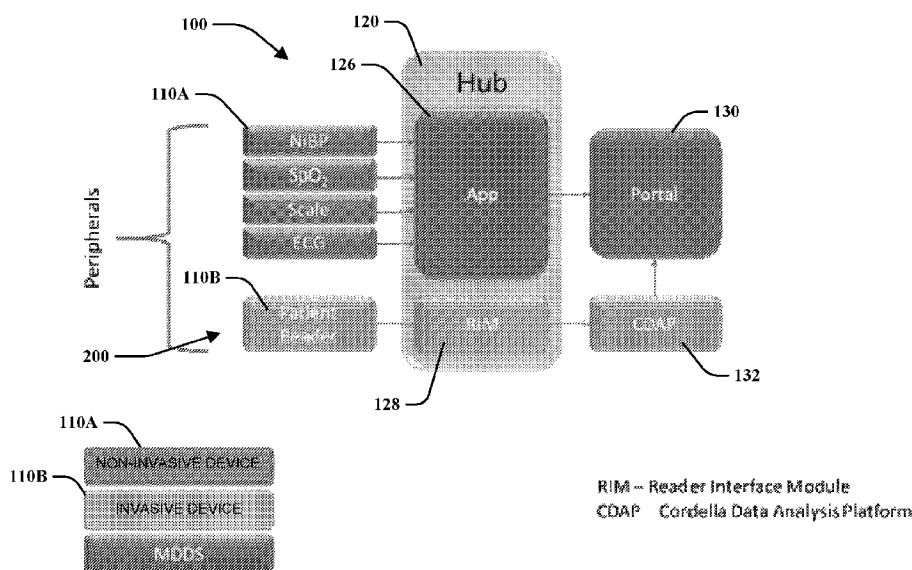 100
120
126
Hub
110A
130
NIBP
SpO₂
Scale
ECG
App
Portal
Peripherals
110B
Patient
Reader
RIM
CDAP
200
128
132
110A
NON-INVASIVE DEVICE
110B
INVASIVE DEVICE
MDDS
RIM – Reader Interface Module
CDAP Cordella Data Analysis Platform